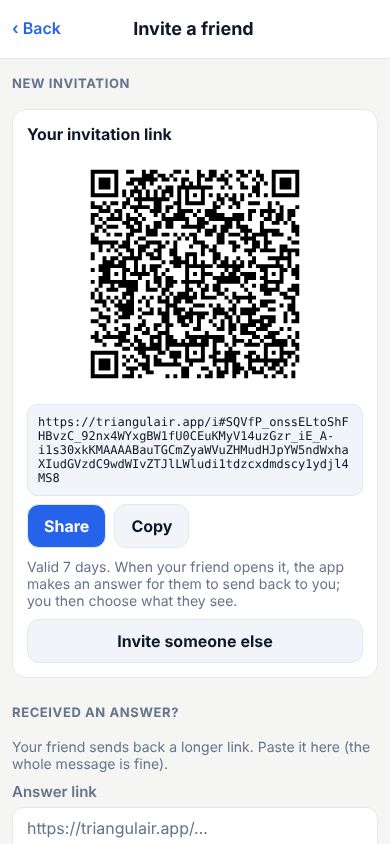 ‹ Back
Invite a friend
NEW INVITATION
Your invitation link
https://triangulair.app/i#SQVfP_onssELtoShF
HBvzC_92nx4WYxgBW1fU0CEuKMyV14uzGzr_iE_A-
i1s30xkKMAAAABauTGCmZyaWVuZHMudHJpYW5ndWxha
XIudGVzdC9wdWIvZTJlLWludi1tdzcxdmdscy1ydjl4
MS8
Share
Copy
Valid 7 days. When your friend opens it, the app
makes an answer for them to send back to you;
you then choose what they see.
Invite someone else
RECEIVED AN ANSWER?
Your friend sends back a longer link. Paste it here (the
whole message is fine).
Answer link
https://triangulair.app/...